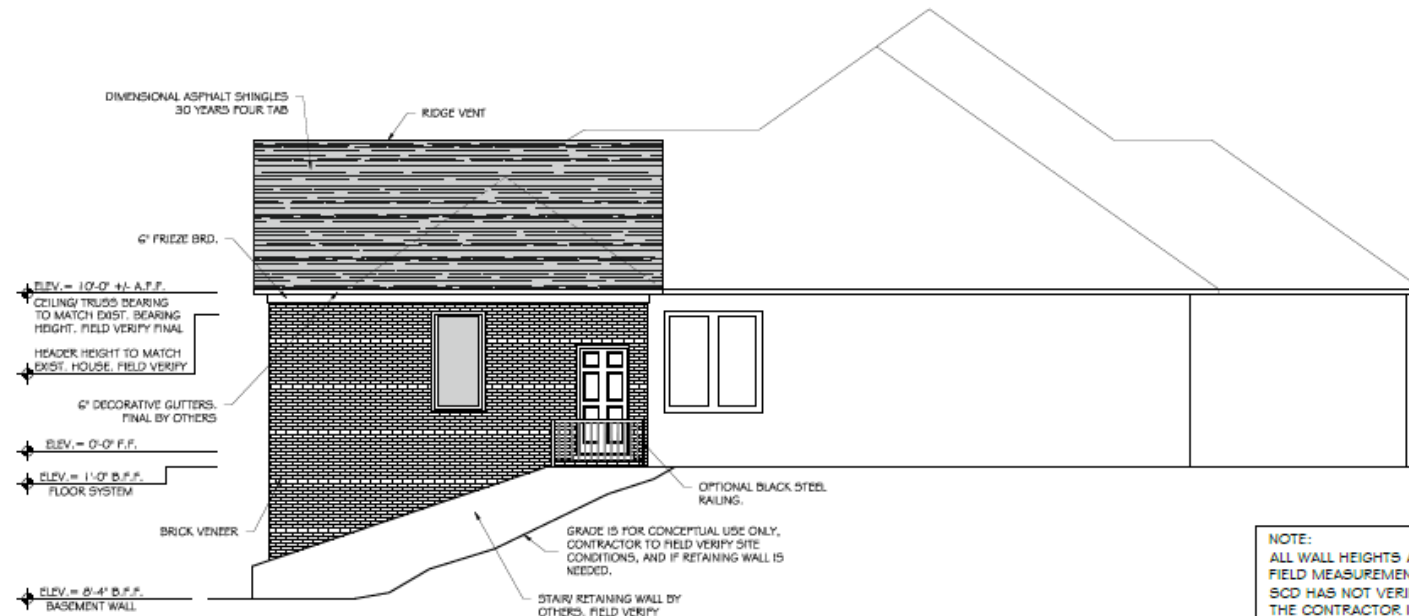 DIMENSIONAL ASPHALT SHINGLES
30 YEARS FOUR TAB
RIDGE VENT
6" FRIEZE BRD.
ELEV.= 10'-0" +/- A.F.F.
CEILING/ TRUSS BEARING
TO MATCH EXIST. BEARING
HEIGHT. FIELD VERIFY FINAL
HEADER HEIGHT TO MATCH
EXIST. HOUSE. FIELD VERIFY
6" DECORATIVE GUTTERS.
FINAL BY OTHERS
ELEV.= 0'-0" F.F.
ELEV.= 1'-0" B.F.F.
FLOOR SYSTEM
BRICK VENEER
ELEV.= 8'-4" B.F.F.
BASEMENT WALL
OPTIONAL BLACK STEEL
RAILING.
GRADE IS FOR CONCEPTUAL USE ONLY,
CONTRACTOR TO FIELD VERIFY SITE
CONDITIONS, AND IF RETAINING WALL IS
NEEDED.
STAIR/ RETAINING WALL BY
OTHERS. FIELD VERIFY
NOTE:
ALL WALL HEIGHTS
FIELD MEASUREMEN
SCD HAS NOT VERI
THE CONTRACTOR